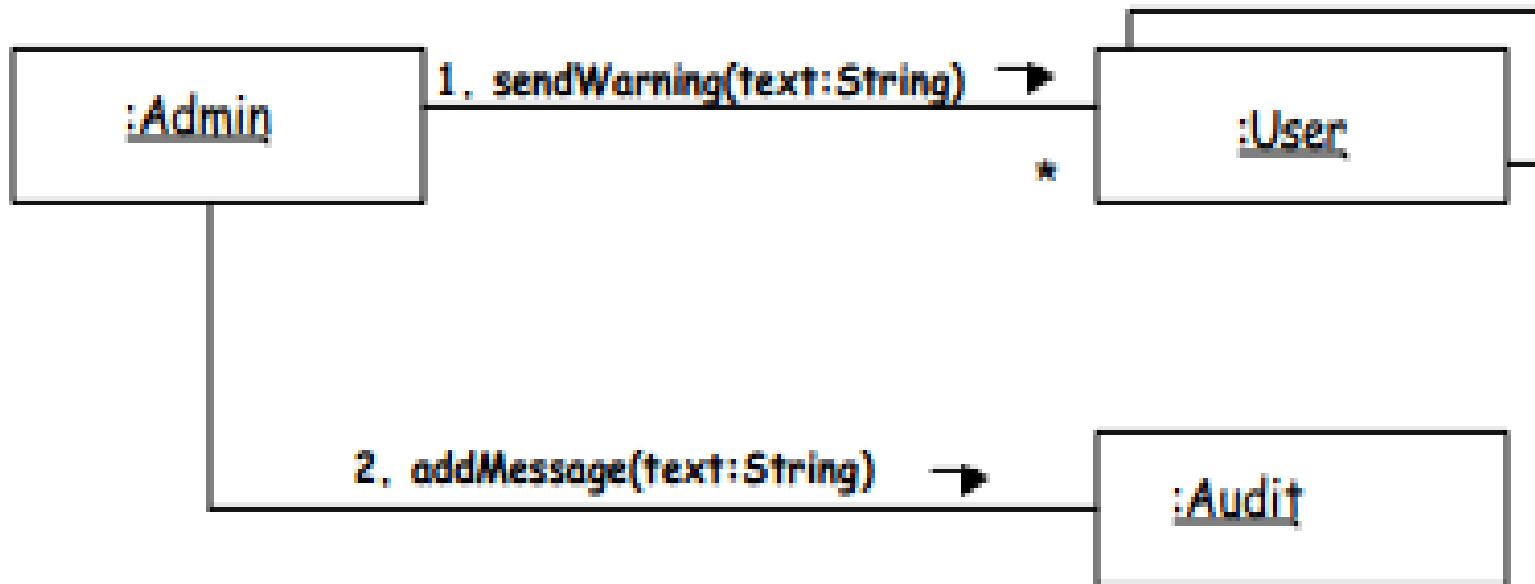 1. sendWarning(text:String)
:Admin
:User
*
2. addMessage(text:String)
:Audit